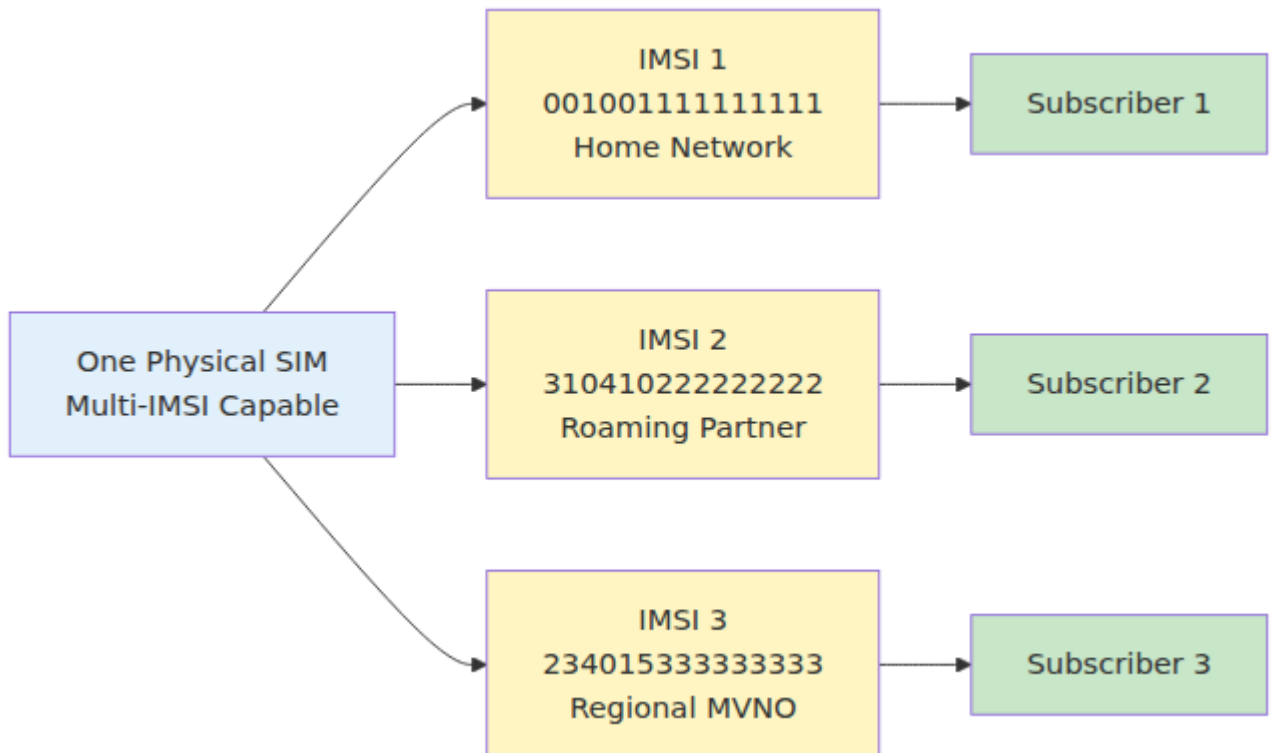 One Physical SIM
Multi-IMSI Capable
IMSI 1
001001111111111
Home Network
Subscriber 1
IMSI 2
310410222222222
Roaming Partner
Subscriber 2
IMSI 3
234015333333333
Regional MVNO
Subscriber 3